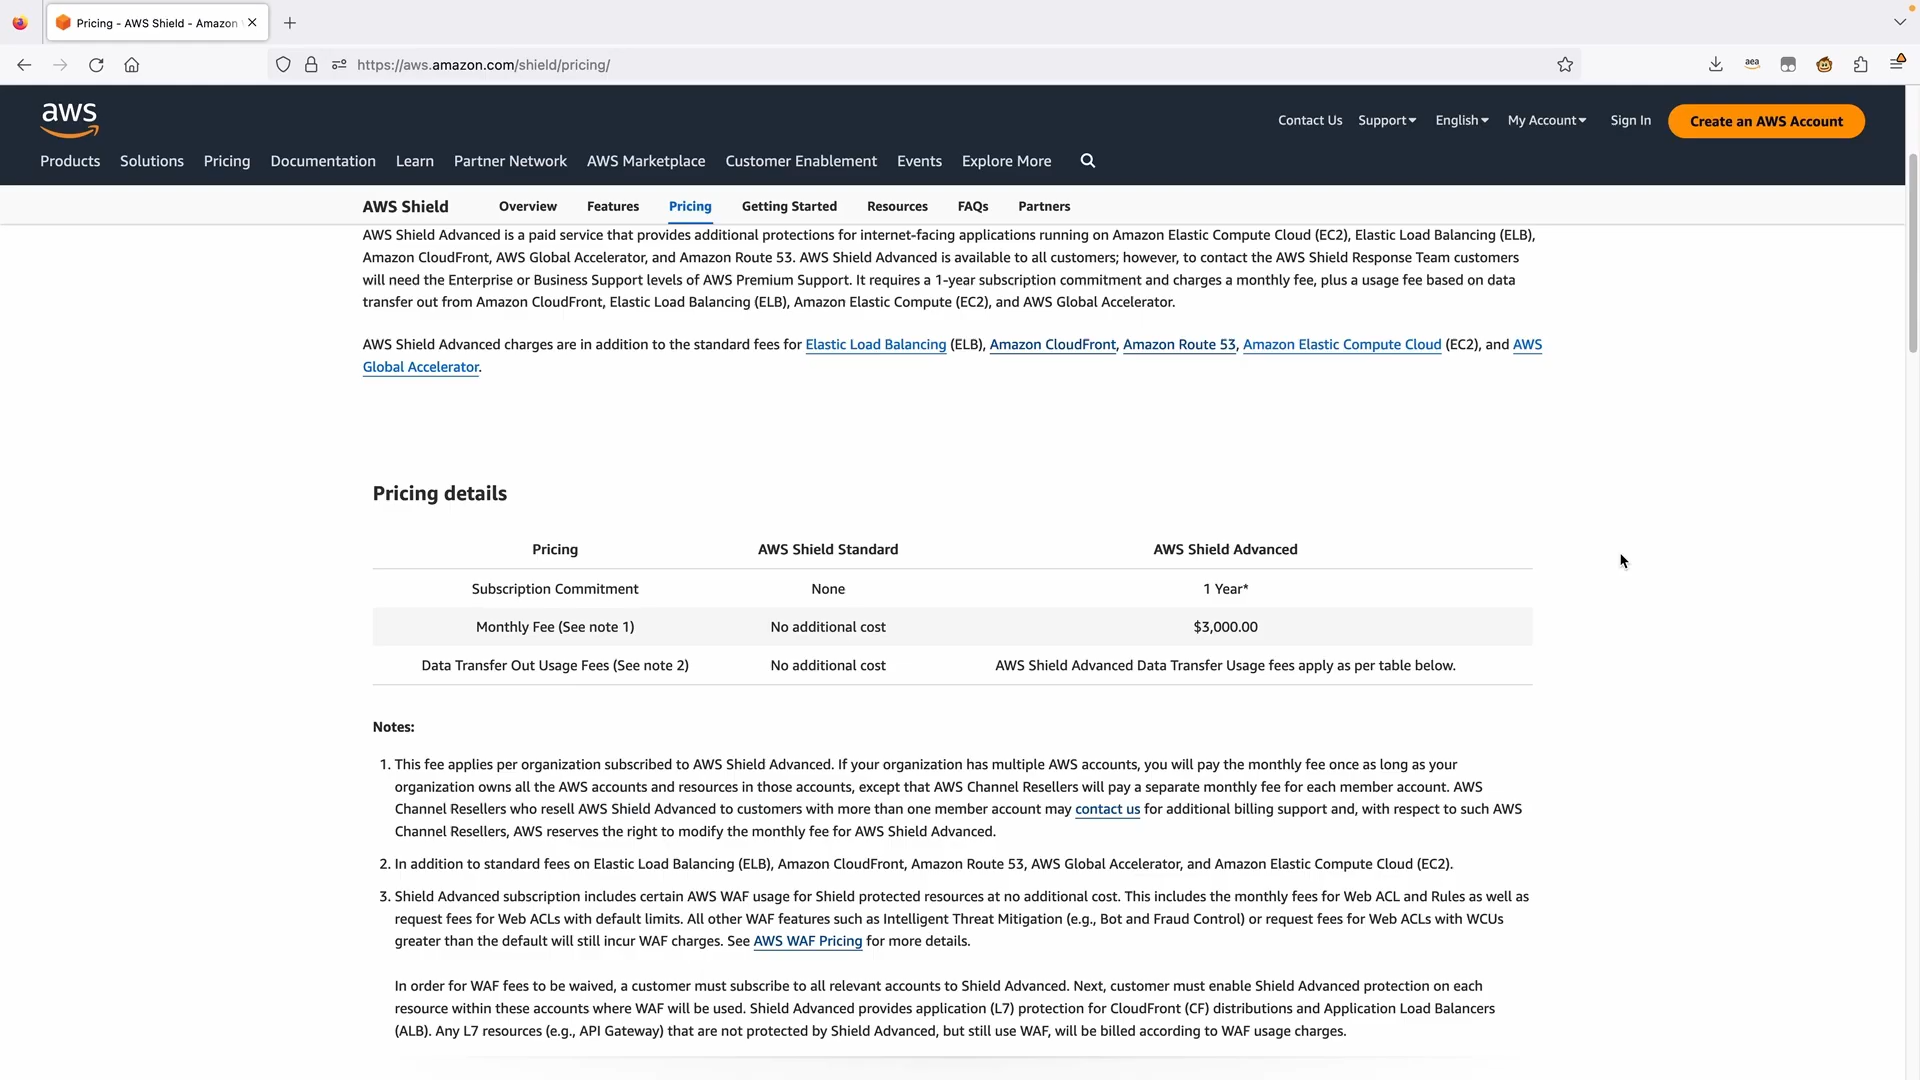 Pricing - AWS Shield - Amazon
https://aws.amazon.com/shield/pricing/
aea
aws
Contact Us Support English My Account Sign In Create an AWS Account
Products Solutions Pricing Documentation Learn Partner Network AWS Marketplace Customer Enablement Events Explore More
AWS Shield Overview Features Pricing Getting Started Resources FAQs Partners
AWS Shield Advanced is a paid service that provides additional protections for internet-facing applications running on Amazon Elastic Compute Cloud (EC2), Elastic Load Balancing (ELB),
Amazon CloudFront, AWS Global Accelerator, and Amazon Route 53. AWS Shield Advanced is available to all customers; however, to contact the AWS Shield Response Team customers
will need the Enterprise or Business Support levels of AWS Premium Support. It requires a 1-year subscription commitment and charges a monthly fee, plus a usage fee based on data
transfer out from Amazon CloudFront, Elastic Load Balancing (ELB), Amazon Elastic Compute (EC2), and AWS Global Accelerator.
AWS Shield Advanced charges are in addition to the standard fees for Elastic Load Balancing (ELB), Amazon CloudFront, Amazon Route 53, Amazon Elastic Compute Cloud (EC2), and AWS
Global Accelerator.
Pricing details
Pricing AWS Shield Standard AWS Shield Advanced
Subscription Commitment None 1 Year*
Monthly Fee (See note 1) No additional cost $3,000.00
Data Transfer Out Usage Fees (See note 2) No additional cost AWS Shield Advanced Data Transfer Usage fees apply as per table below.
Notes:
1. This fee applies per organization subscribed to AWS Shield Advanced. If your organization has multiple AWS accounts, you will pay the monthly fee once as long as your
organization owns all the AWS accounts and resources in those accounts, except that AWS Channel Resellers will pay a separate monthly fee for each member account. AWS
Channel Resellers who resell AWS Shield Advanced to customers with more than one member account may contact us for additional billing support and, with respect to such AWS
Channel Resellers, AWS reserves the right to modify the monthly fee for AWS Shield Advanced.
2. In addition to standard fees on Elastic Load Balancing (ELB), Amazon CloudFront, Amazon Route 53, AWS Global Accelerator, and Amazon Elastic Compute Cloud (EC2).
3. Shield Advanced subscription includes certain AWS WAF usage for Shield protected resources at no additional cost. This includes the monthly fees for Web ACL and Rules as well as
request fees for Web ACLs with default limits. All other WAF features such as Intelligent Threat Mitigation (e.g., Bot and Fraud Control) or request fees for Web ACLs with WCUs
greater than the default will still incur WAF charges. See AWS WAF Pricing for more details.
In order for WAF fees to be waived, a customer must subscribe to all relevant accounts to Shield Advanced. Next, customer must enable Shield Advanced protection on each
resource within these accounts where WAF will be used. Shield Advanced provides application (L7) protection for CloudFront (CF) distributions and Application Load Balancers
(ALB). Any L7 resources (e.g., API Gateway) that are not protected by Shield Advanced, but still use WAF, will be billed according to WAF usage charges.